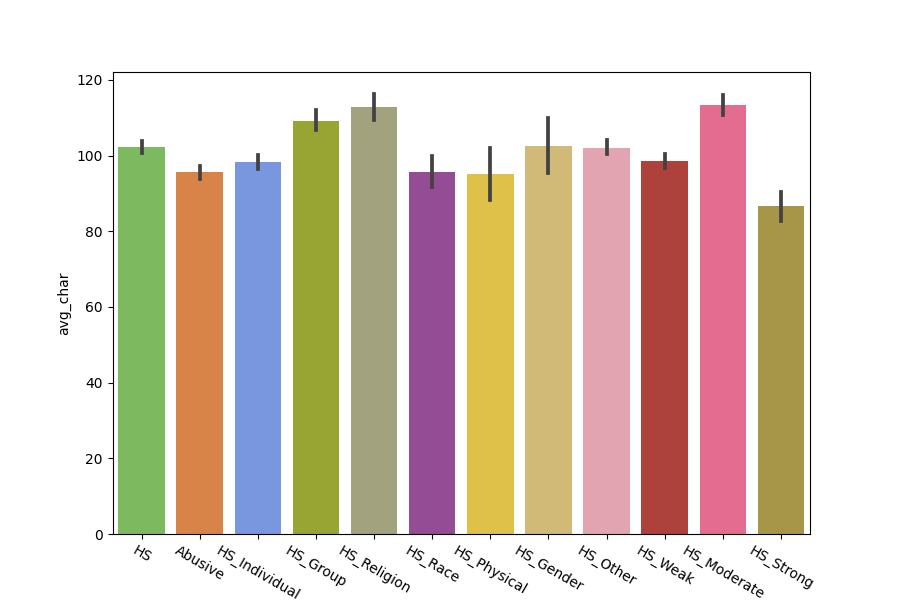 120
100
80
60
40
20
0
avg_char
HS
Abusive
HS_Individual
HS_Group
HS_Religion
HS_Race
HS_Physical
HS_Gender
HS_Other
HS_Weak
HS_Moderate
HS_Strong